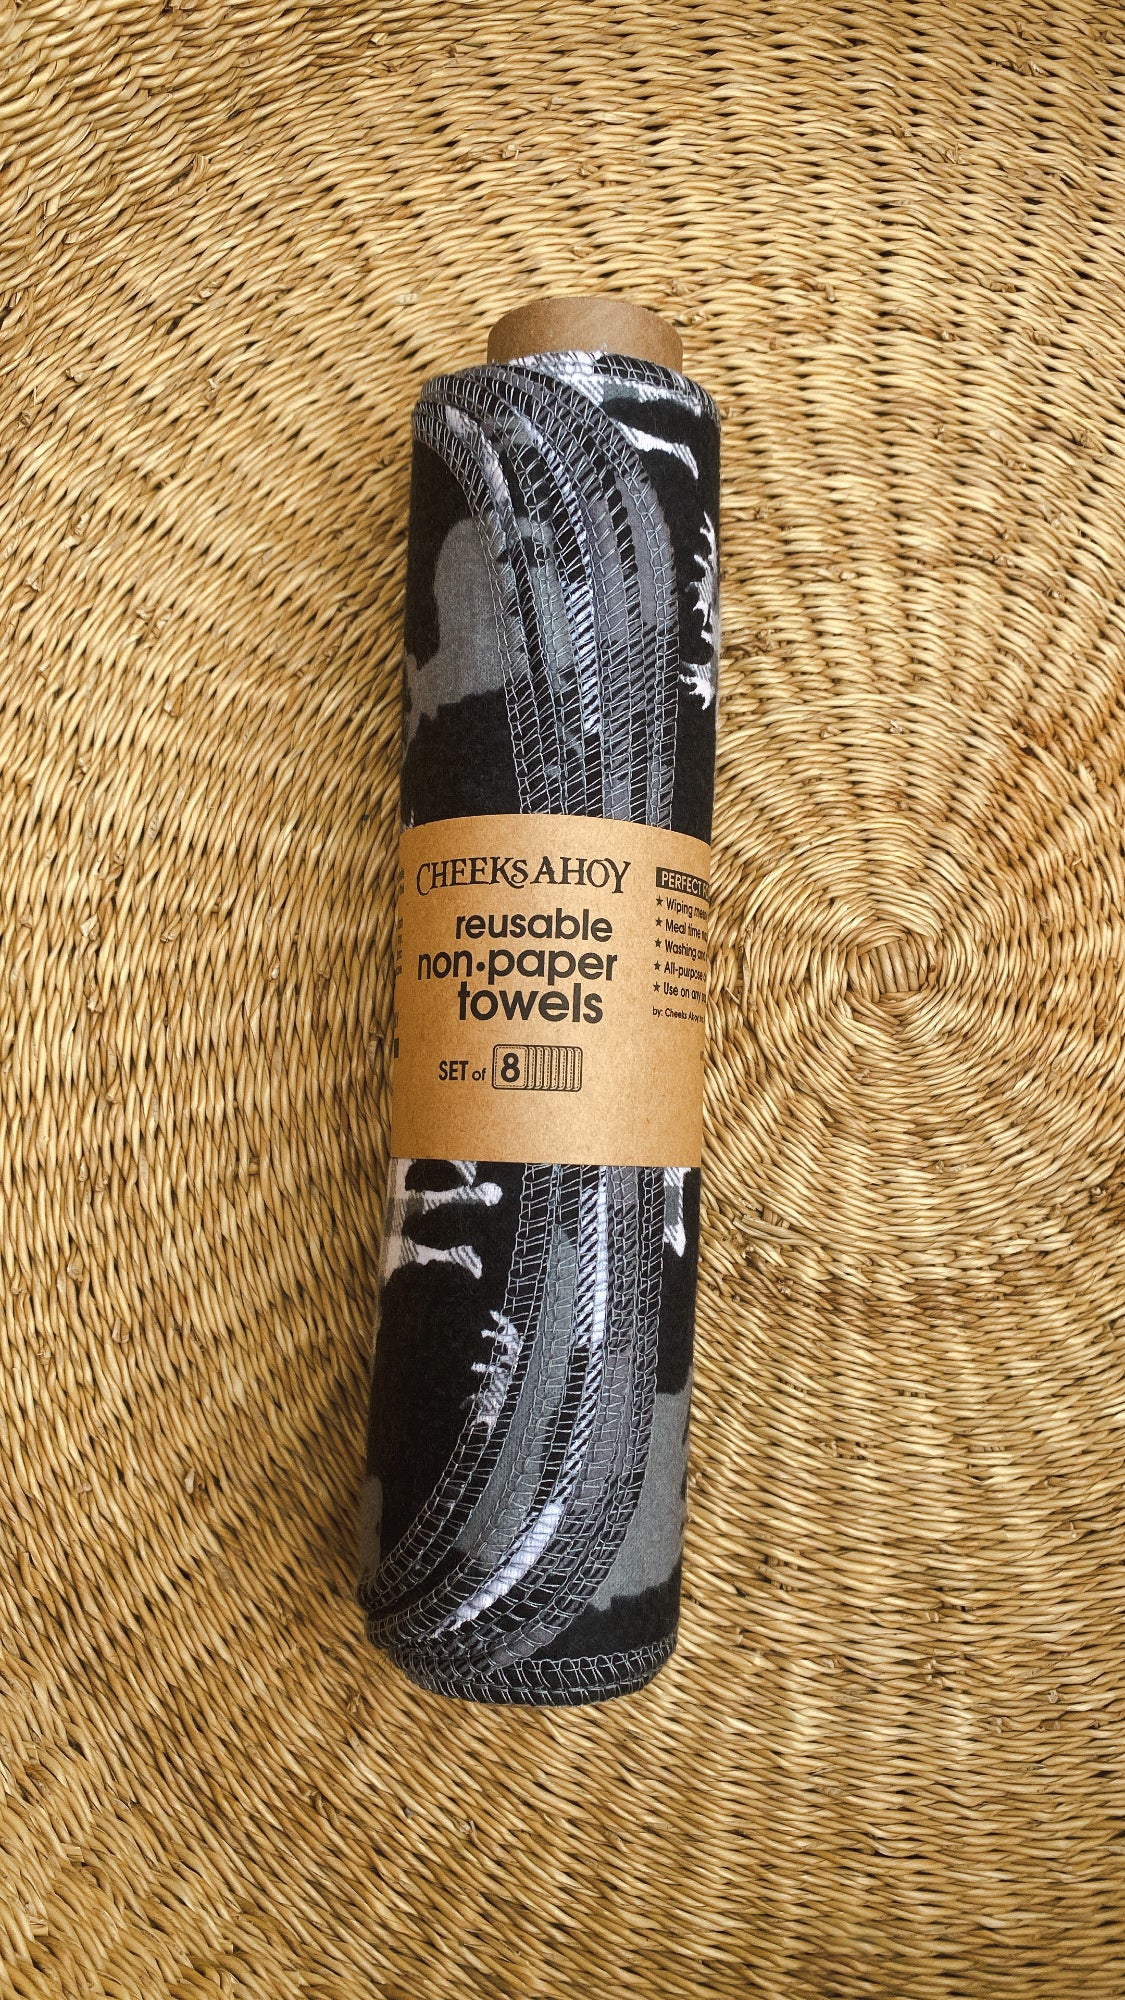 CHEEKS AHOY
reusable
non•paper
towels
SET of 8
PERFECT
★ Wiping
★ Meal time
★ Washing and
★ All-purpose
★ Use on any
by: Cheeks Ahoy